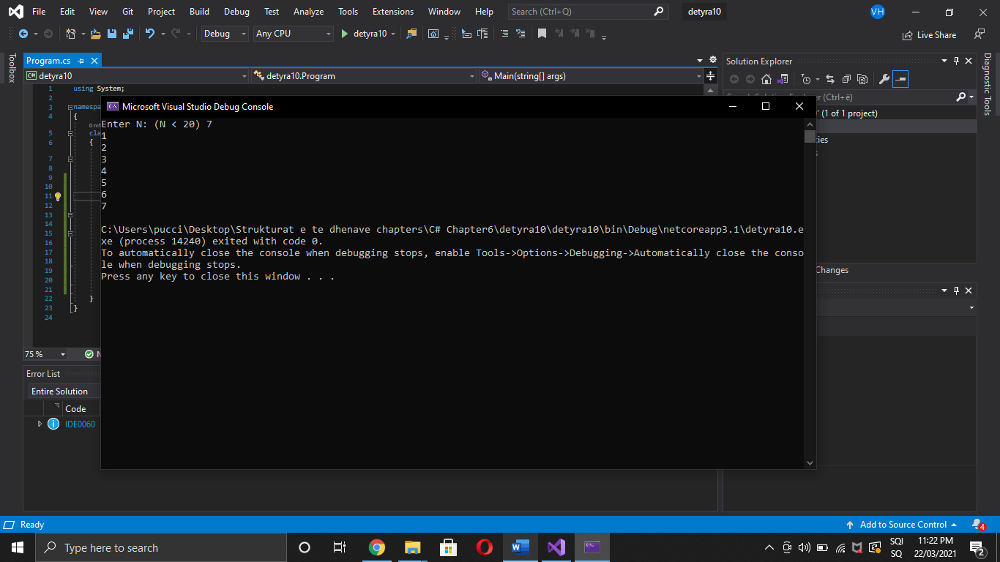 File Edit View Git Project Build Debug Test Analyze Tools Extensions Window Help Search (Ctrl+Q) detyra10 VH
Debug Any CPU detyra10 Live Share
Toolbox
Program.cs
detyra10 detyra10.Program Main(string[] args)
1 using System;
2
3 namespa
4 {
0 ref
5 cla
6 {
7
8
9
10
11
12
13
14
15
16
17
18
19
20
21
22 }
23 }
24
75 %
Microsoft Visual Studio Debug Console
Enter N: (N < 20) 7
1
2
3
4
5
6
7
C:\Users\pucci\Desktop\Strukturat e te dhenave chapters\C# Chapter6\detyra10\detyra10\bin\Debug\netcoreapp3.1\detyra10.e
xe (process 14240) exited with code 0.
To automatically close the console when debugging stops, enable Tools->Options->Debugging->Automatically close the conso
le when debugging stops.
Press any key to close this window . . .
Solution Explorer
(Ctrl+ë)
(1 of 1 project)
ties
Changes
Diagnostic Tools
Error List
Entire Solution
Code
IDE0060
Ready Add to Source Control 4
Type here to search
SQI 11:22 PM
SQ 22/03/2021 2